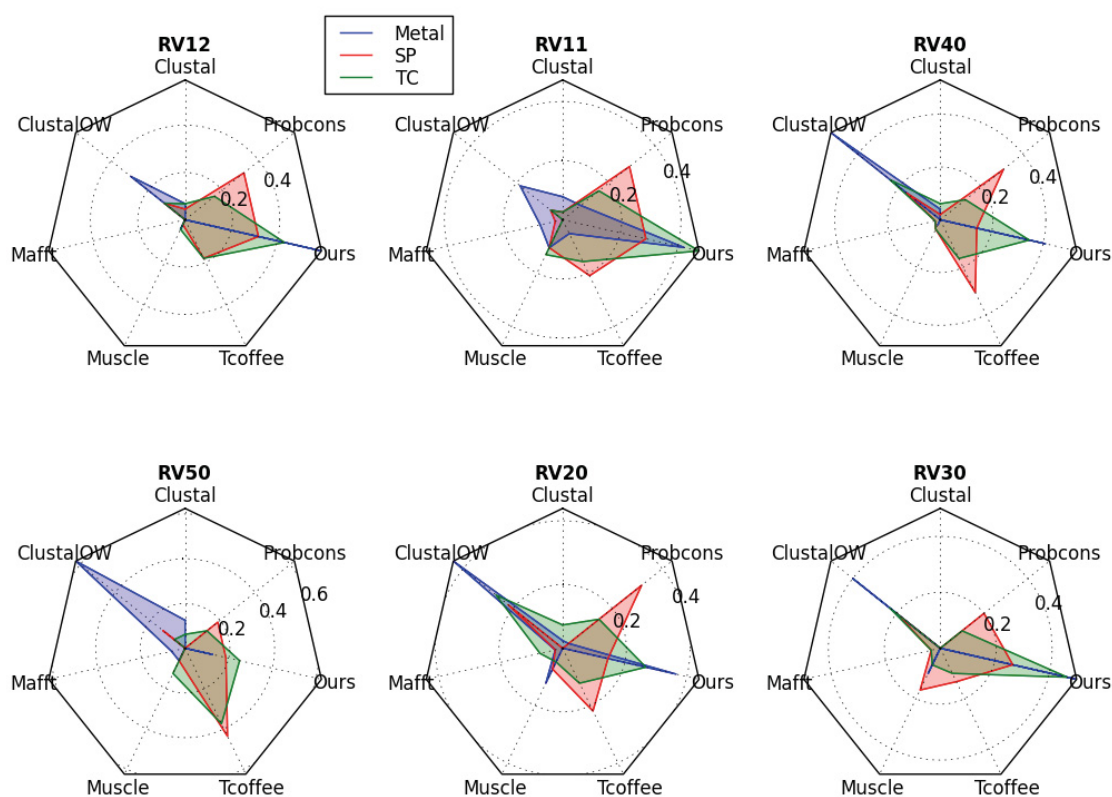 Metal
SP
TC
RV12
Clustal
ClustalOW
Probcons
0.4
0.2
Mafft
Ours
Muscle
Tcoffee
RV11
Clustal
ClustalOW
Probcons
0.4
0.2
Mafft
Ours
Muscle
Tcoffee
RV40
Clustal
ClustalOW
Probcons
0.4
0.2
Mafft
Ours
Muscle
Tcoffee
RV50
Clustal
ClustalOW
Probcons
0.6
0.4
0.2
Mafft
Ours
Muscle
Tcoffee
RV20
Clustal
ClustalOW
Probcons
0.4
0.2
Mafft
Ours
Muscle
Tcoffee
RV30
Clustal
ClustalOW
Probcons
0.4
0.2
Mafft
Ours
Muscle
Tcoffee